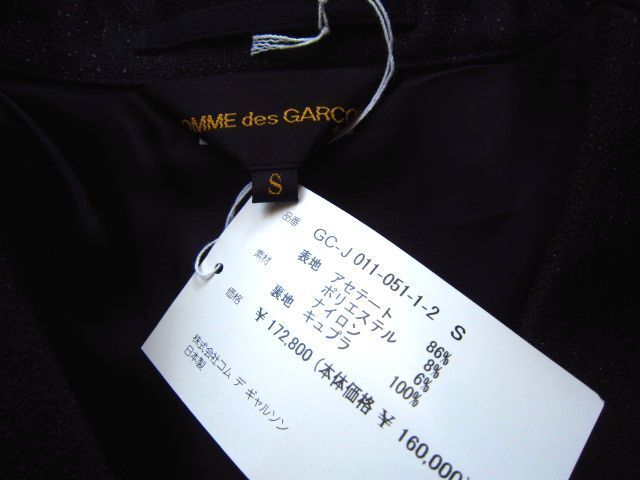 OMME des GARÇO
S
品番 GC-J 011-051-1-2 S
素材 表地 アセテート 86%
ポリエステル 8%
ナイロン 6%
裏地 キュプラ 100%
価格 ¥ 172,800 (本体価格 ¥ 160,000)
株式会社コム デ ギャルソン
日本製